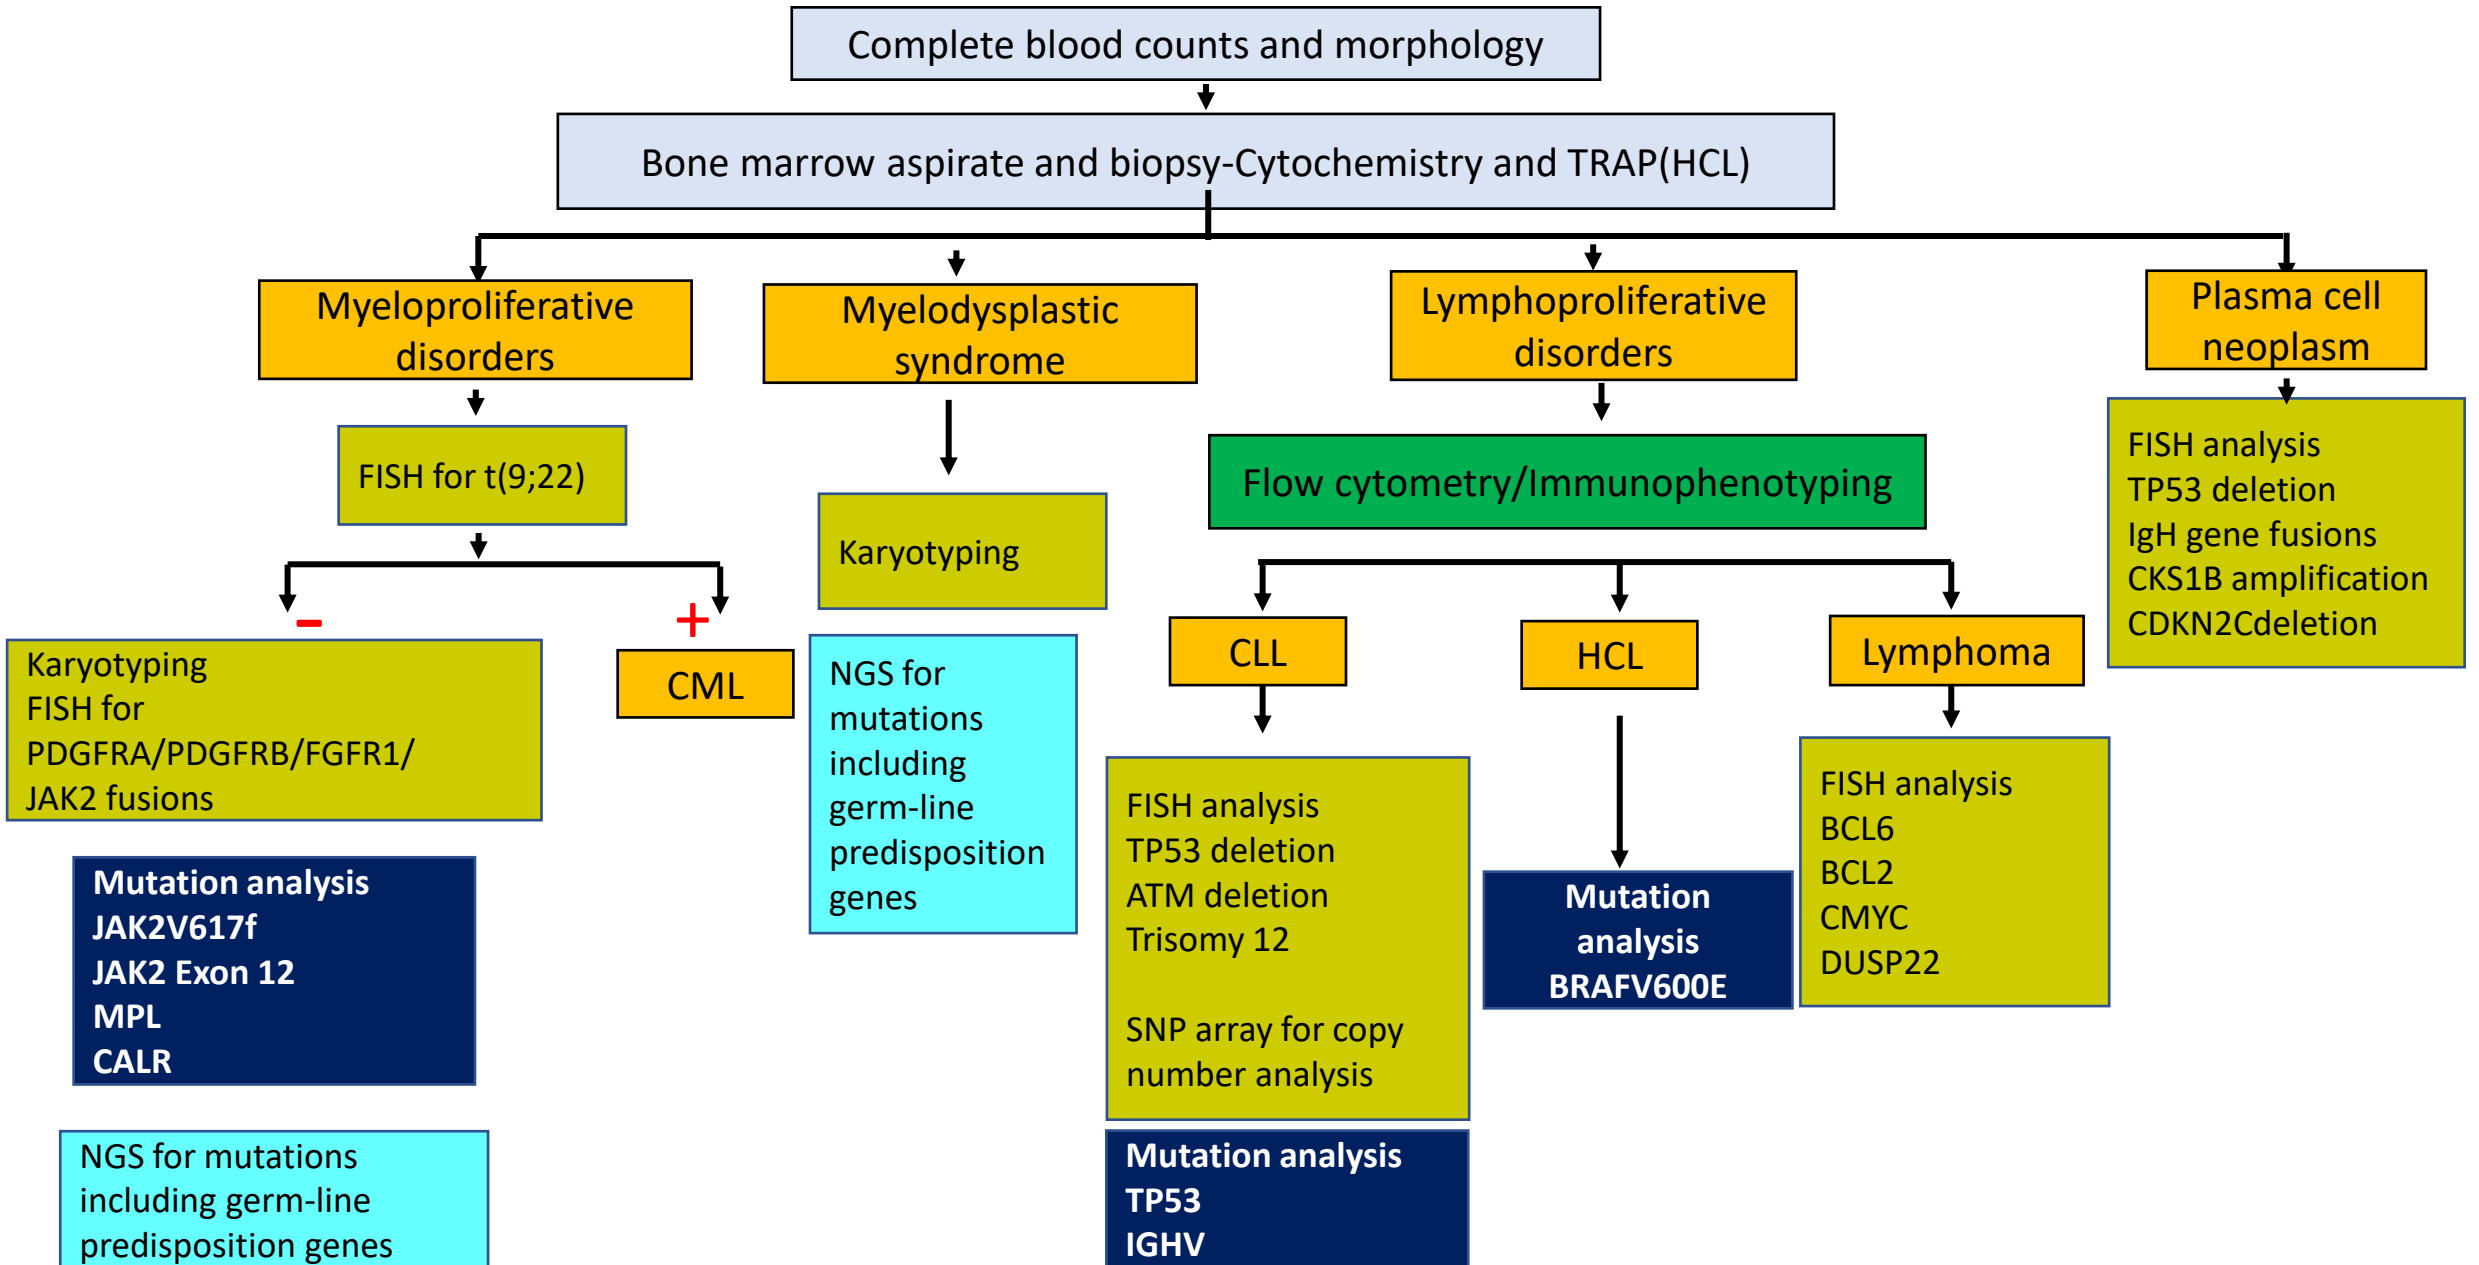 Complete blood counts and morphology
Bone marrow aspirate and biopsy-Cytochemistry and TRAP(HCL)
Myeloproliferative
disorders
Myelodysplastic
syndrome
Lymphoproliferative
disorders
Plasma cell
neoplasm
FISH for t(9;22)
Karyotyping
Flow cytometry/Immunophenotyping
FISH analysis
TP53 deletion
IgH gene fusions
CKS1B amplification
CDKN2Cdeletion
-
+
Karyotyping
FISH for
PDGFRA/PDGFRB/FGFR1/
JAK2 fusions
CML
NGS for
mutations
including
germ-line
predisposition
genes
CLL
HCL
Lymphoma
Mutation analysis
JAK2V617f
JAK2 Exon 12
MPL
CALR
FISH analysis
TP53 deletion
ATM deletion
Trisomy 12
SNP array for copy
number analysis
Mutation
analysis
BRAFV600E
FISH analysis
BCL6
BCL2
CMYC
DUSP22
NGS for mutations
including germ-line
predisposition genes
Mutation analysis
TP53
IGHV